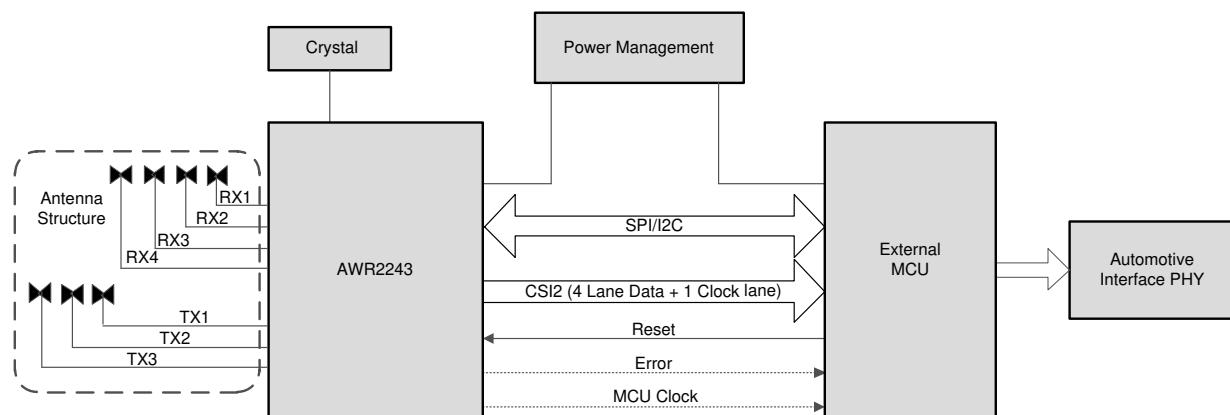 Crystal
Power Management
Antenna
Structure
RX1
RX2
RX3
RX4
TX1
TX2
TX3
AWR2243
SPI/I2C
CSI2 (4 Lane Data + 1 Clock lane)
Reset
Error
MCU Clock
External
MCU
Automotive
Interface PHY